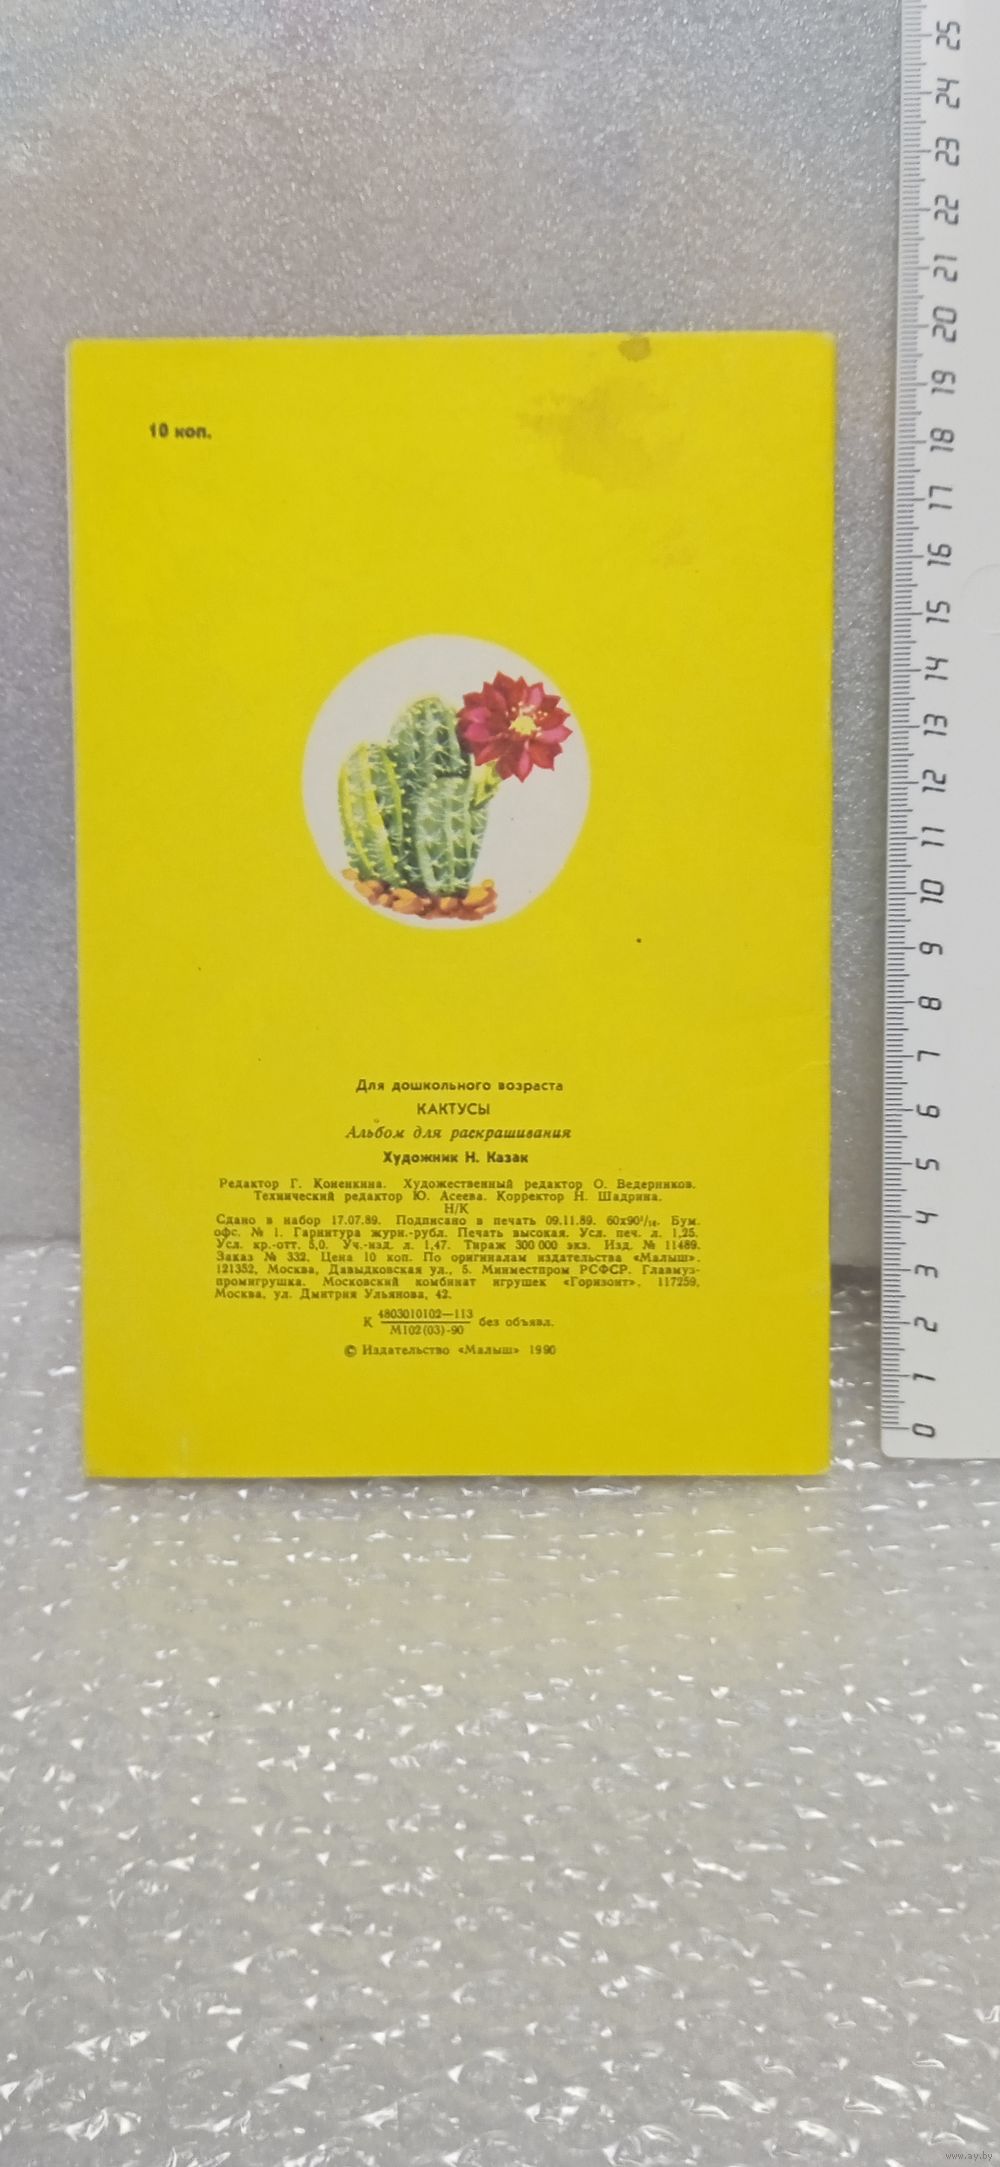 10 коп.
Для дошкольного возраста
КАКТУСЫ
Альбом для раскрашивания
Художник Н. Казак
Редактор Г. Коненкина. Художественный редактор О. Ведерников.
Технический редактор Ю. Асеева. Корректор Н. Шадрина.
Н/К
Сдано в набор 17.07.89. Подписано в печать 09.11.89. 60х90¹/₁₆. Бум.
офс. № 1. Гарнитура журн.-рубл. Печать высокая. Усл. печ. л. 1,25.
Усл. кр.-отт. 5,0. Уч.-изд. л. 1,47. Тираж 300 000 экз. Изд. № 11489.
Заказ № 332. Цена 10 коп. По оригиналам издательства «Малыш».
121352, Москва, Давыдковская ул., 5. Минместпром РСФСР. Главмуз-
промигрушка. Московский комбинат игрушек «Горизонт». 117259,
Москва, ул. Дмитрия Ульянова, 42.
К 4803010102—113 без объявл.
М102(03)-90
© Издательство «Малыш» 1990
25
24
23
22
21
20
19
18
17
16
15
14
13
12
11
10
9
8
7
6
5
4
3
2
1
0
www.ay.by